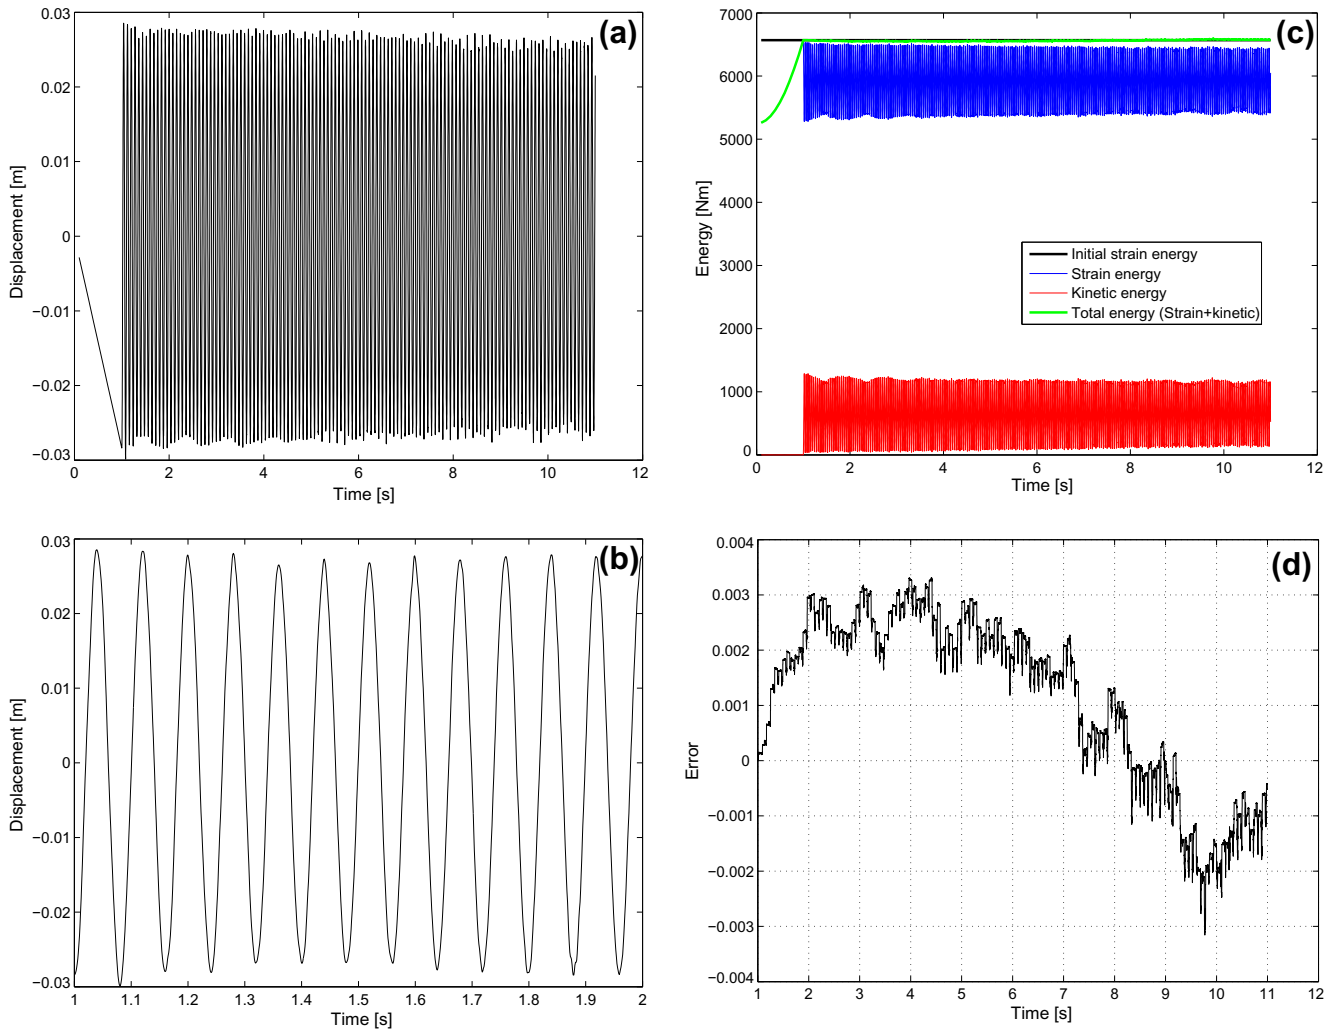 (a)
0.03
0.02
0.01
0
−0.01
−0.02
−0.03
Displacement [m]
0 2 4 6 8 10 12
Time [s]
(c)
7000
6000
5000
4000
3000
2000
1000
0
Energy [Nm]
Initial strain energy
Strain energy
Kinetic energy
Total energy (Strain+kinetic)
0 2 4 6 8 10 12
Time [s]
(b)
0.03
0.02
0.01
0
−0.01
−0.02
−0.03
Displacement [m]
1 1.1 1.2 1.3 1.4 1.5 1.6 1.7 1.8 1.9 2
Time [s]
(d)
0.004
0.003
0.002
0.001
0
−0.001
−0.002
−0.003
−0.004
Error
1 2 3 4 5 6 7 8 9 10 11 12
Time [s]